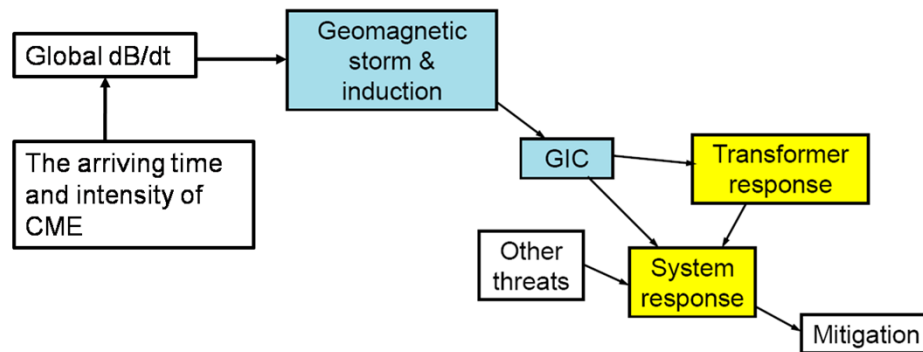 Global dB/dt
Geomagnetic
storm &
induction
The arriving time
and intensity of
CME
GIC
Transformer
response
Other
threats
System
response
Mitigation